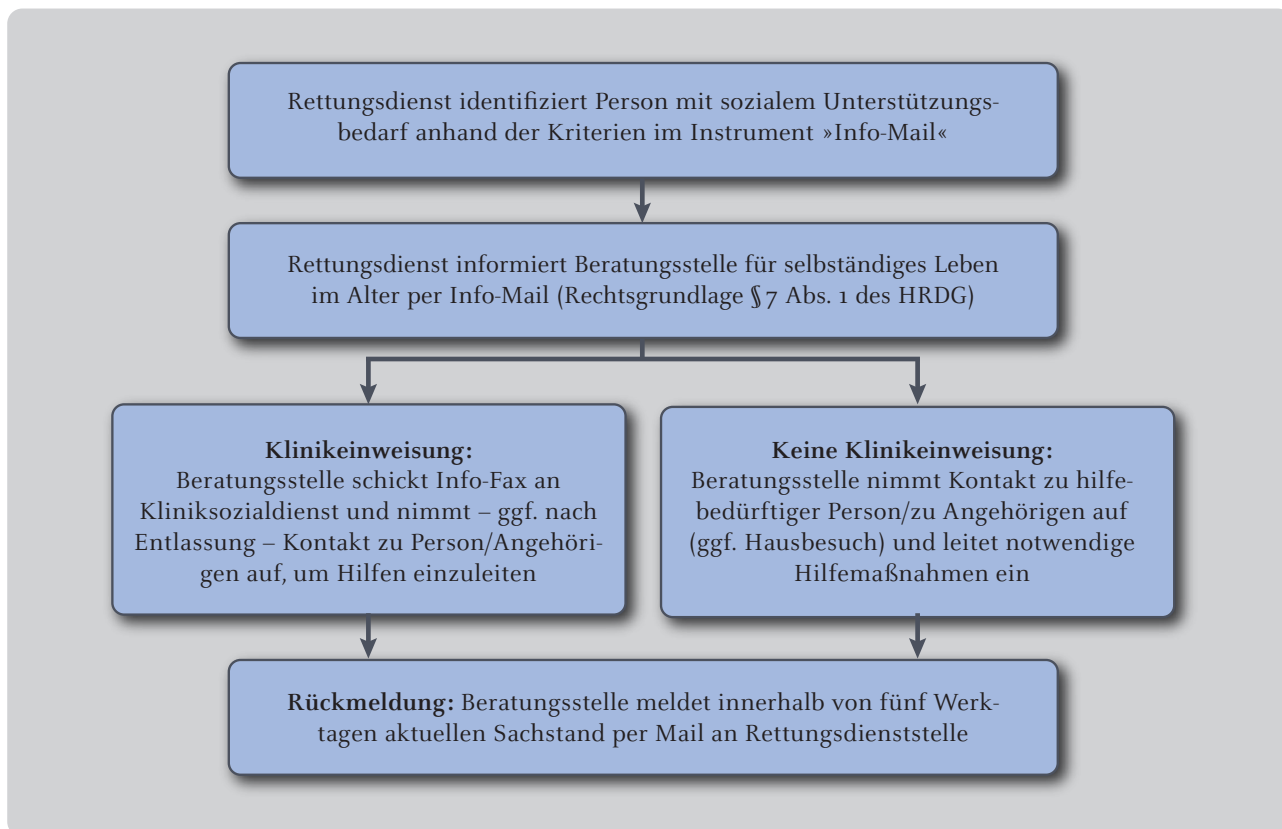 Rettungsdienst identifiziert Person mit sozialem Unterstützungs-
bedarf anhand der Kriterien im Instrument »Info-Mail«
Rettungsdienst informiert Beratungsstelle für selbständiges Leben
im Alter per Info-Mail (Rechtsgrundlage § 7 Abs. 1 des HRDG)
Klinikeinweisung:
Beratungsstelle schickt Info-Fax an
Kliniksozialdienst und nimmt – ggf. nach
Entlassung – Kontakt zu Person/Angehöri-
gen auf, um Hilfen einzuleiten
Keine Klinikeinweisung:
Beratungsstelle nimmt Kontakt zu hilfe-
bedürftiger Person/zu Angehörigen auf
(ggf. Hausbesuch) und leitet notwendige
Hilfemaßnahmen ein
Rückmeldung: Beratungsstelle meldet innerhalb von fünf Werk-
tagen aktuellen Sachstand per Mail an Rettungsdienststelle